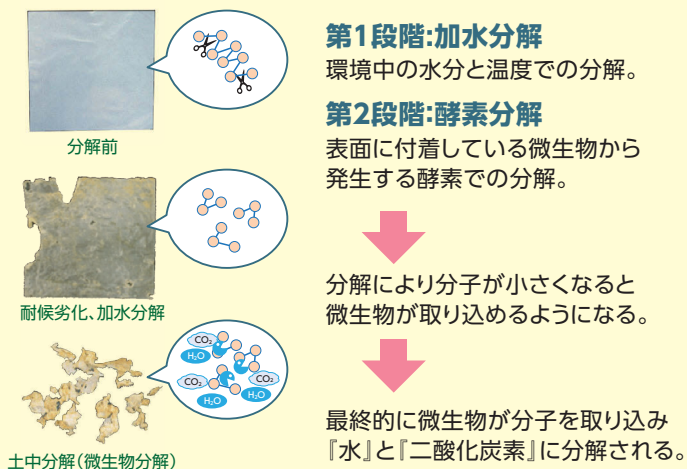 第1段階:加水分解
環境中の水分と温度での分解。
第2段階:酵素分解
表面に付着している微生物から
発生する酵素での分解。
分解により分子が小さくなると
微生物が取り込めるようになる。
最終的に微生物が分子を取り込み
『水』と『二酸化炭素』に分解される。
分解前
耐候劣化、加水分解
CO₂
H₂O
CO₂
CO₂
H₂O
H₂O
土中分解(微生物分解)